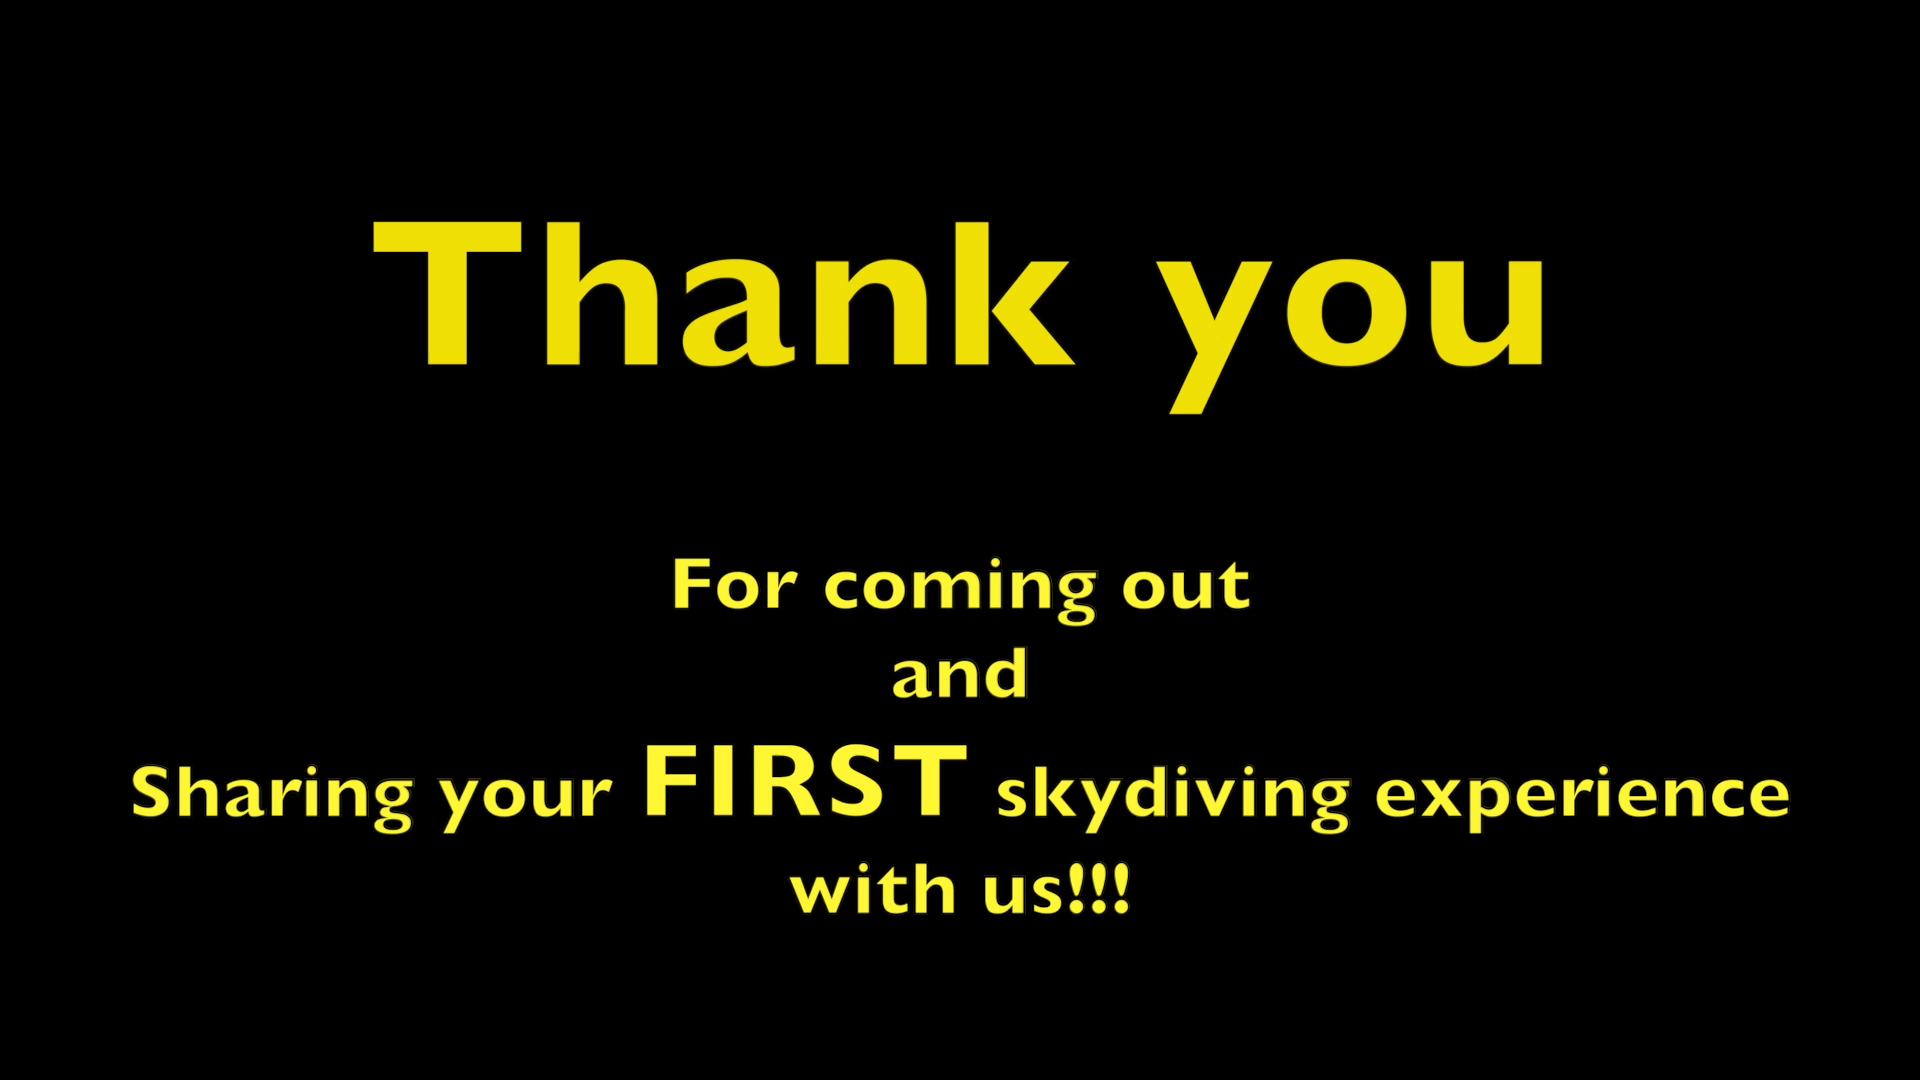 Thank you
For coming out
and
Sharing your FIRST skydiving experience
with us!!!